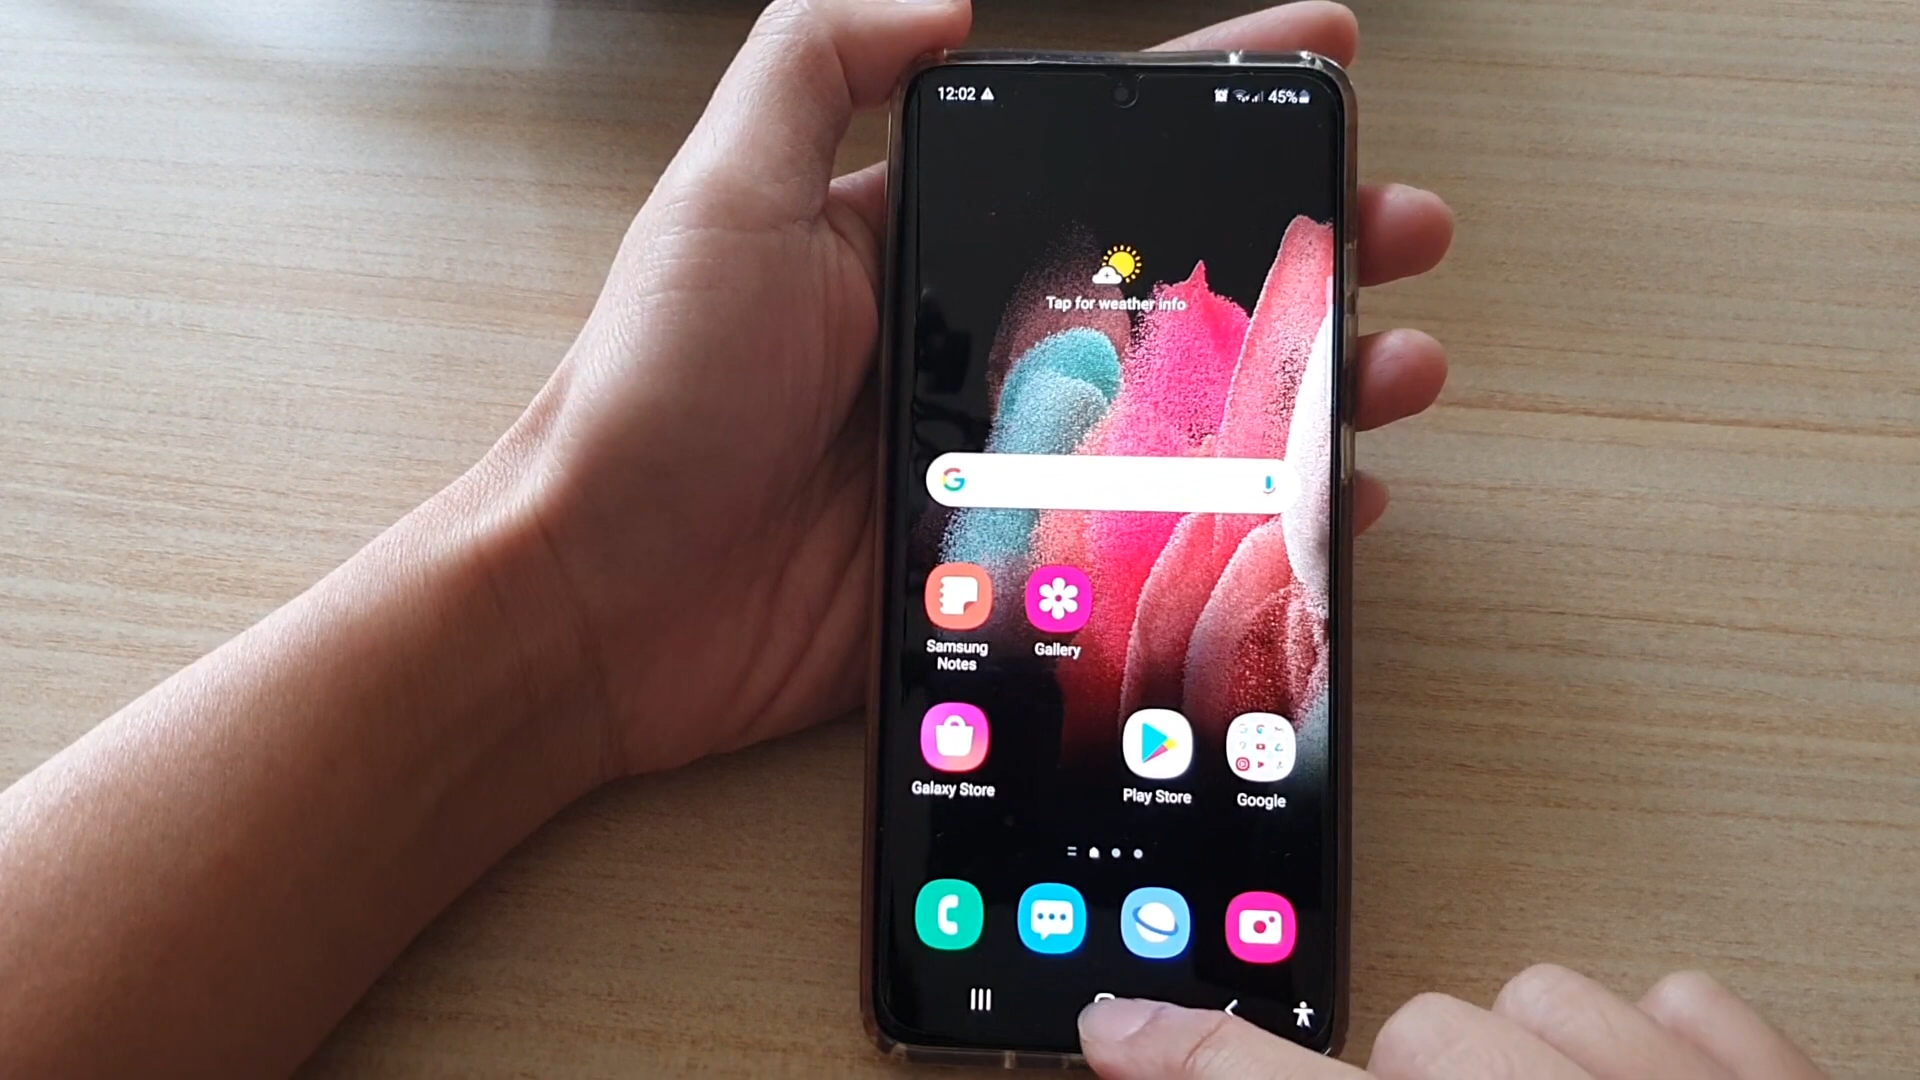 12:02
45%
Tap for weather info
G
Samsung
Notes
Gallery
Galaxy Store
Play Store
Google